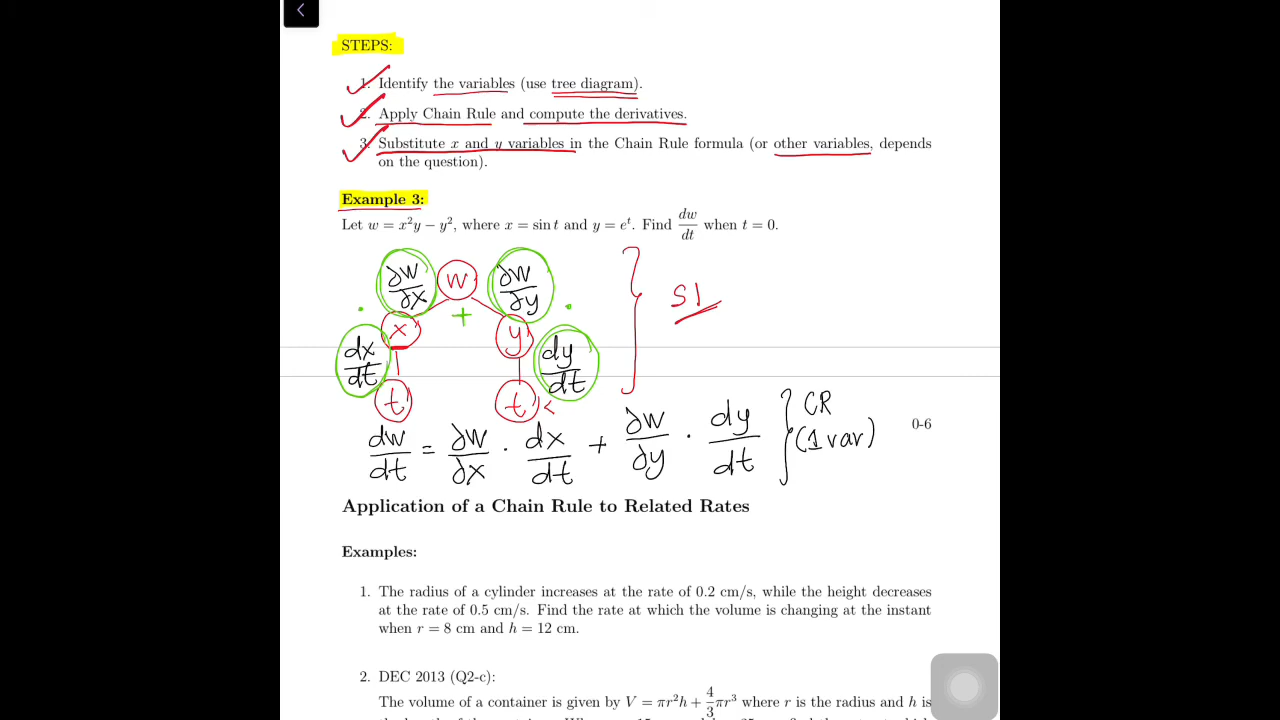 STEPS:
1. Identify the variables (use tree diagram).
2. Apply Chain Rule and compute the derivatives.
3. Substitute x and y variables in the Chain Rule formula (or other variables, depends
on the question).
Example 3:
Let w = x²y − y², where x = sin t and y = eᵗ. Find dw/dt when t = 0.
∂w/∂x w ∂w/∂y
S1
x + y
dx/dt dy/dt
t t
dw/dt = ∂w/∂x · dx/dt + ∂w/∂y · dy/dt } CR
(1 var)
0-6
Application of a Chain Rule to Related Rates
Examples:
1. The radius of a cylinder increases at the rate of 0.2 cm/s, while the height decreases
at the rate of 0.5 cm/s. Find the rate at which the volume is changing at the instant
when r = 8 cm and h = 12 cm.
2. DEC 2013 (Q2-c):
The volume of a container is given by V = πr²h + 4/3 πr³ where r is the radius and h is